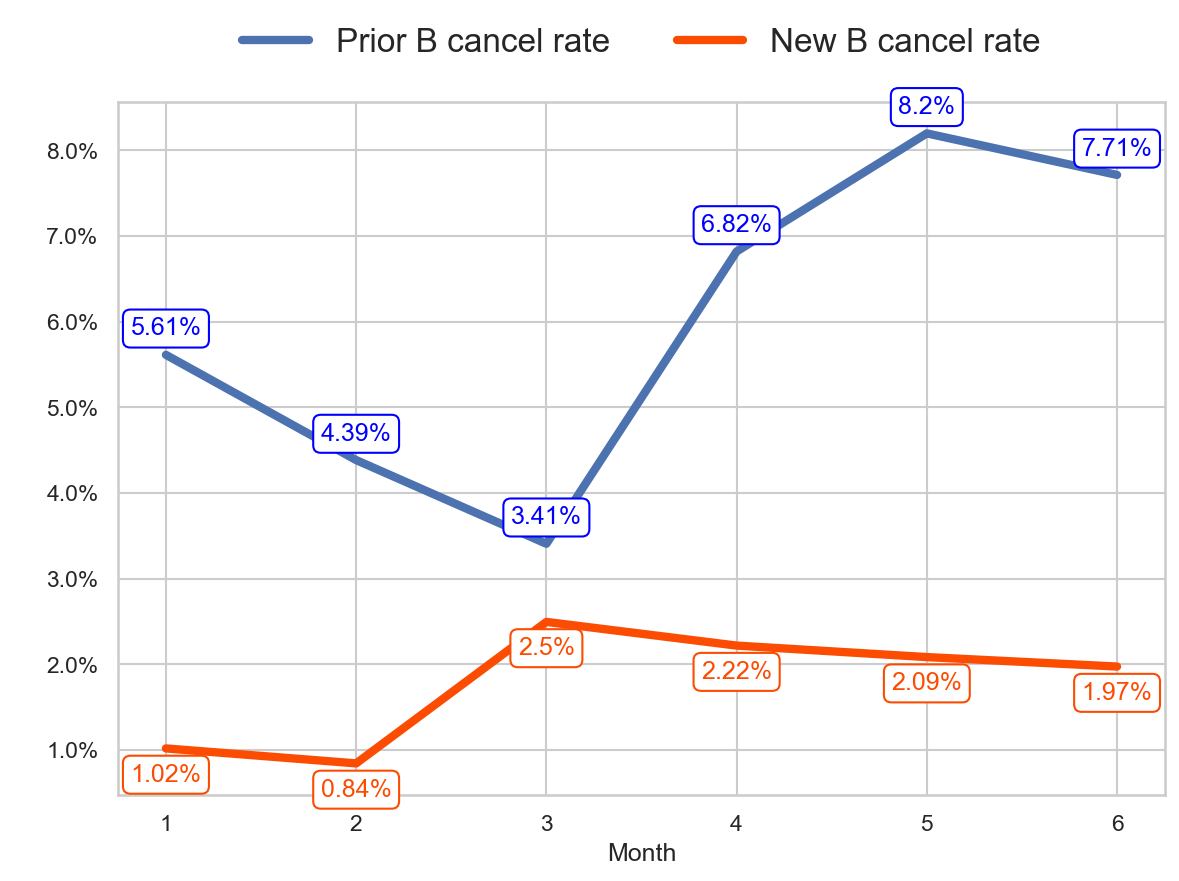 Prior B cancel rate New B cancel rate
8.2%
8.0% 7.71%
7.0% 6.82%
6.0% 5.61%
5.0% 4.39%
4.0% 3.41%
3.0%
2.0% 2.5% 2.22% 2.09% 1.97%
1.0% 1.02% 0.84%
1 2 3 4 5 6
Month